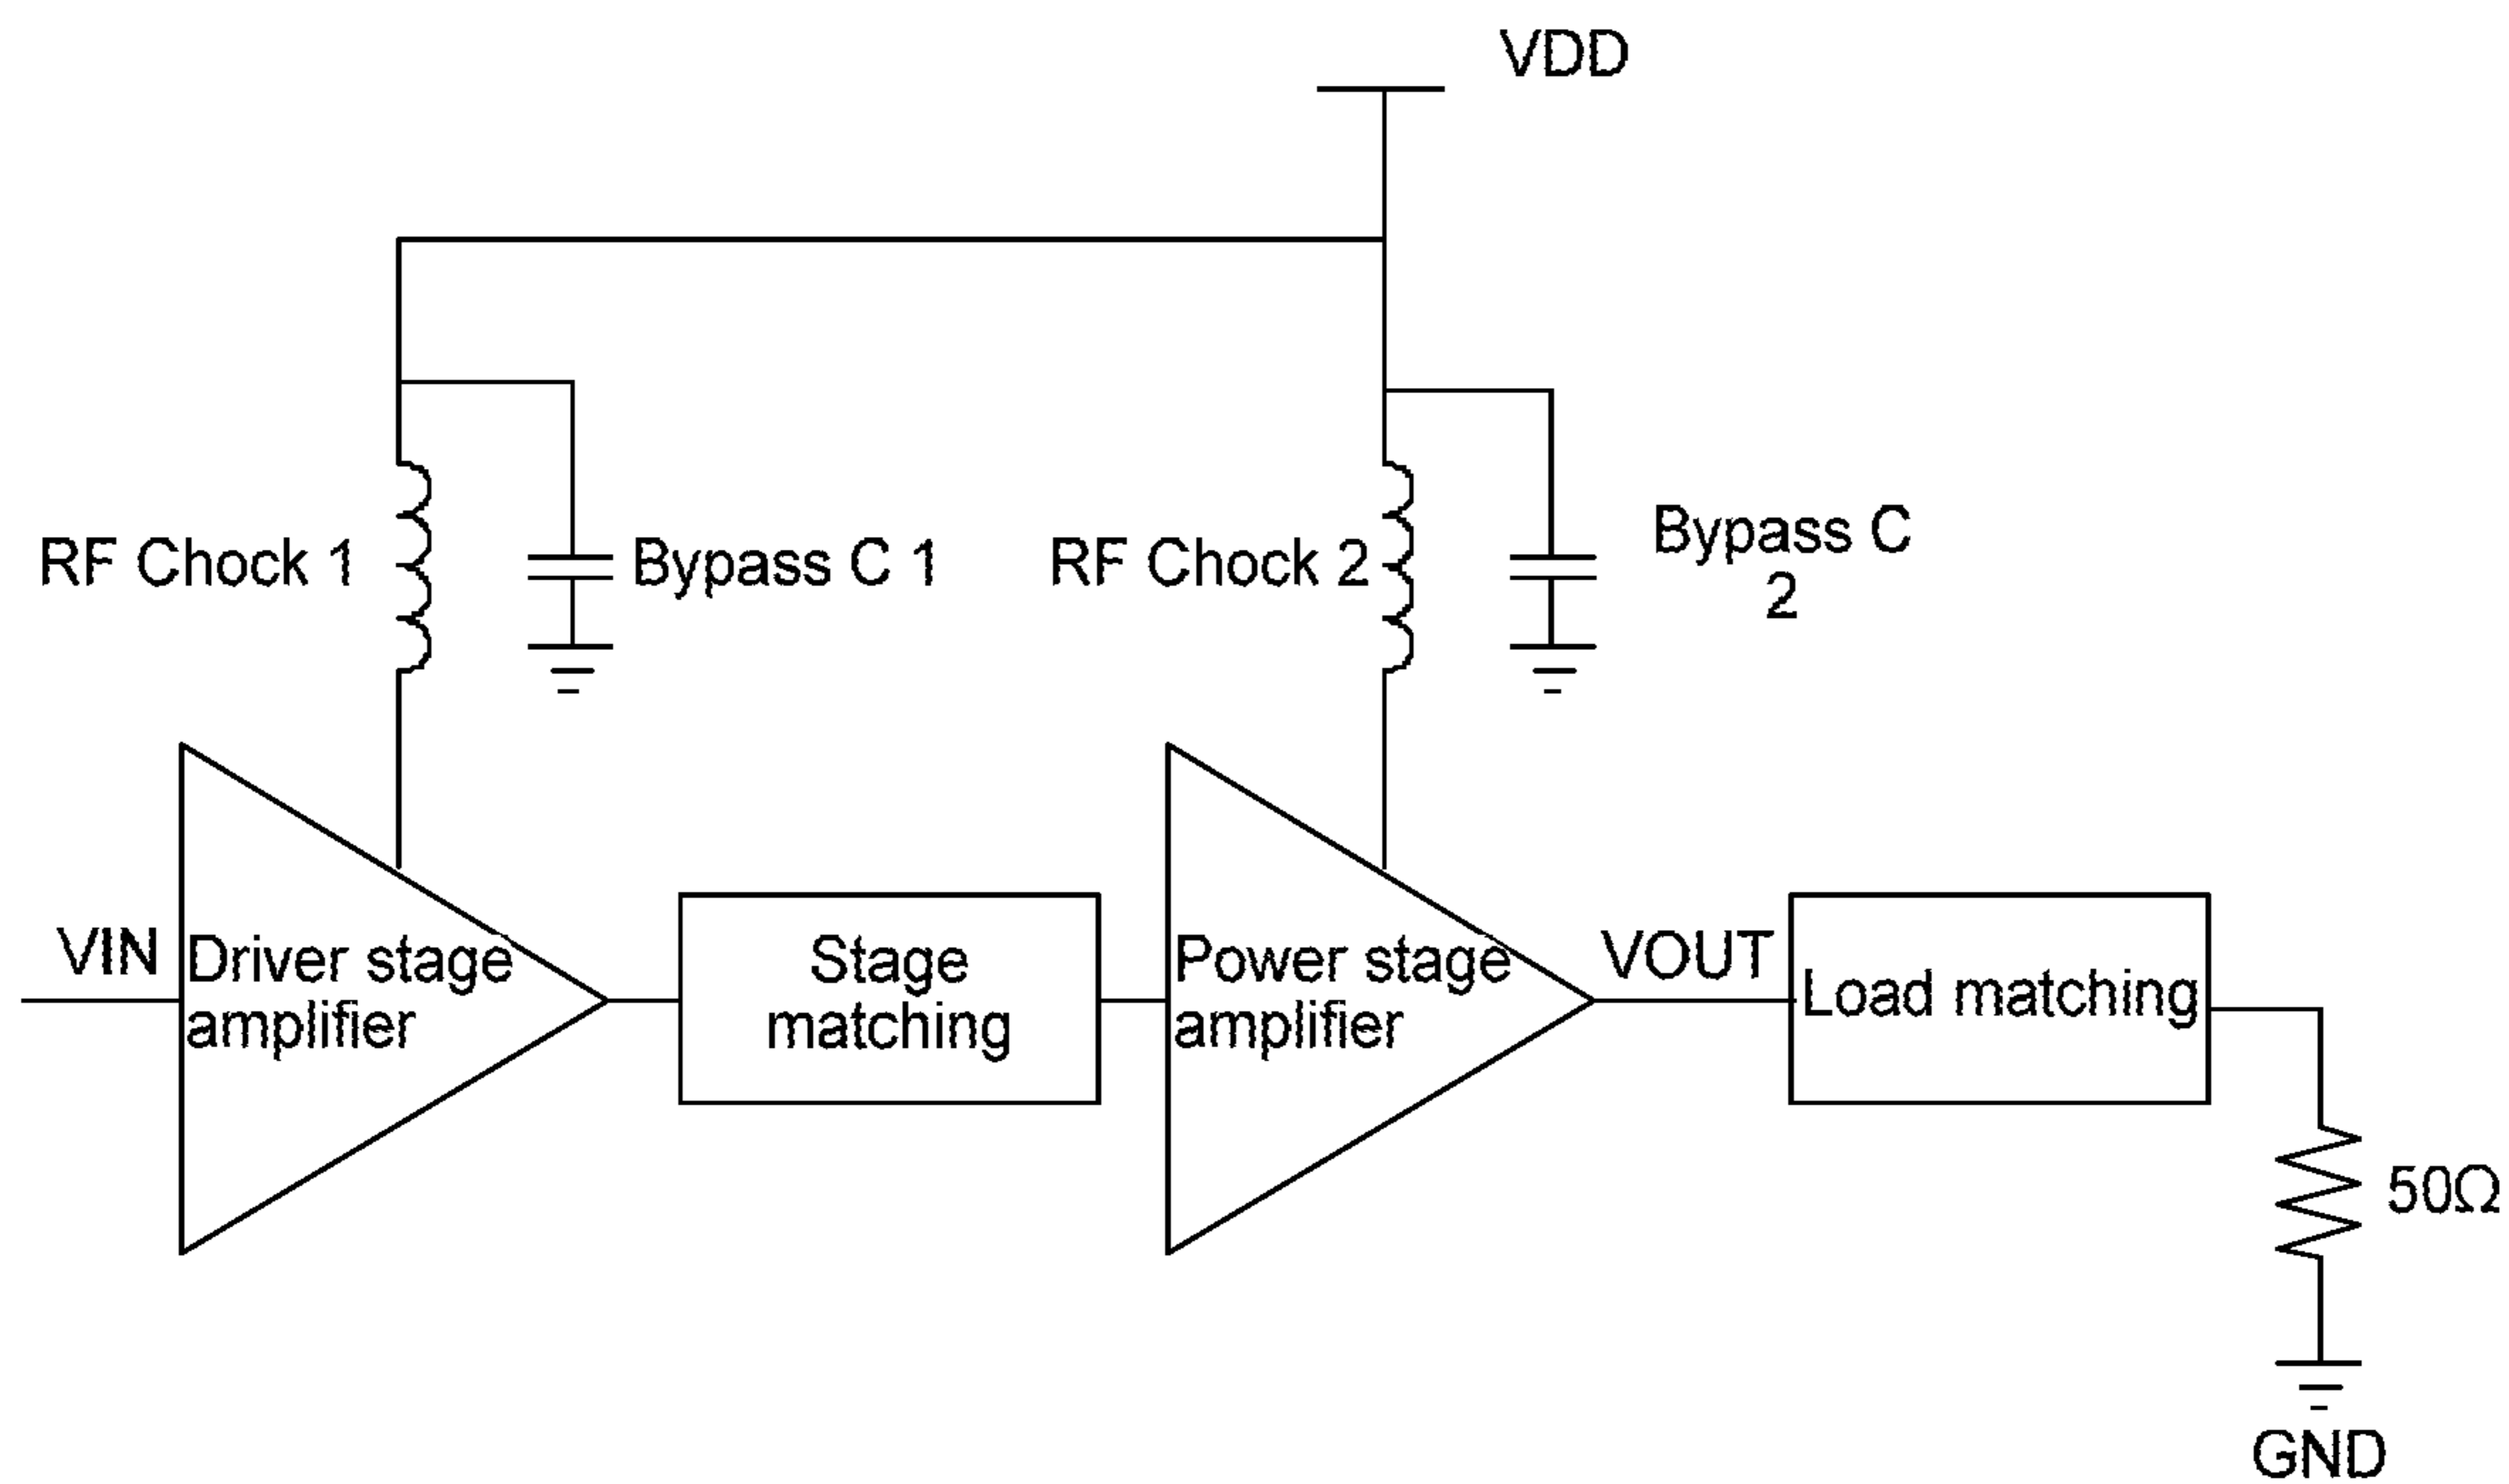 VDD
RF Chock 1
Bypass C 1
RF Chock 2
Bypass C
2
VIN
Driver stage
amplifier
Stage
matching
Power stage
amplifier
VOUT
Load matching
50Ω
GND